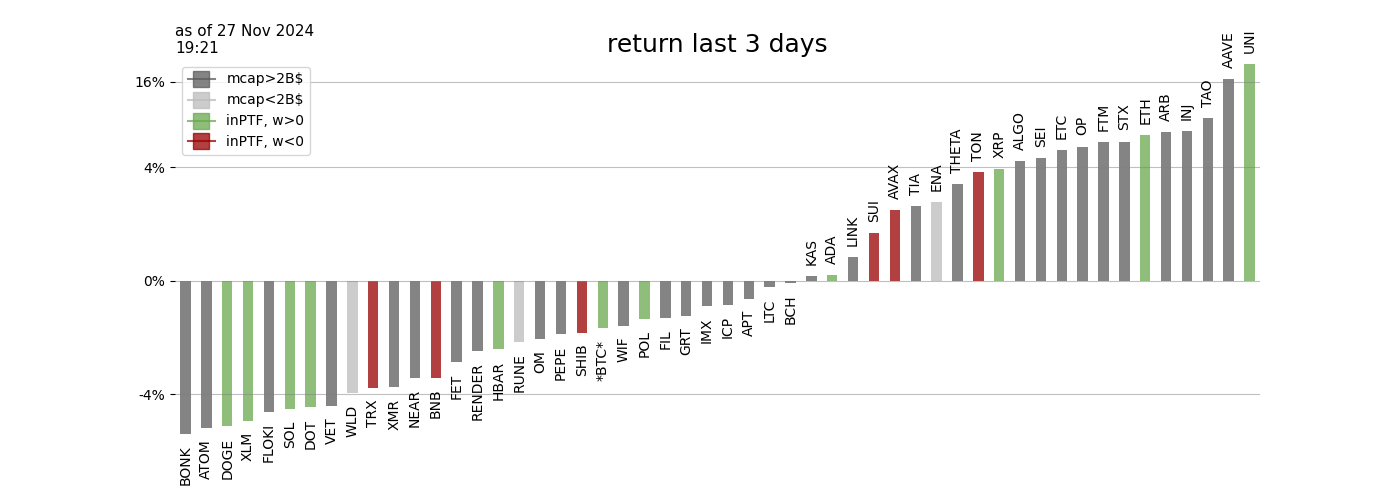 as of 27 Nov 2024
19:21
return last 3 days
mcap>2B$
mcap<2B$
inPTF, w>0
inPTF, w<0
16%
4%
0%
-4%
BONK
ATOM
DOGE
XLM
FLOKI
SOL
DOT
VET
WLD
TRX
XMR
NEAR
BNB
FET
RENDER
HBAR
RUNE
OM
PEPE
SHIB
*BTC*
WIF
POL
FIL
GRT
IMX
ICP
APT
LTC
BCH
KAS
ADA
LINK
SUI
AVAX
TIA
ENA
THETA
TON
XRP
ALGO
SEI
ETC
OP
FTM
STX
ETH
ARB
INJ
TAO
AAVE
UNI